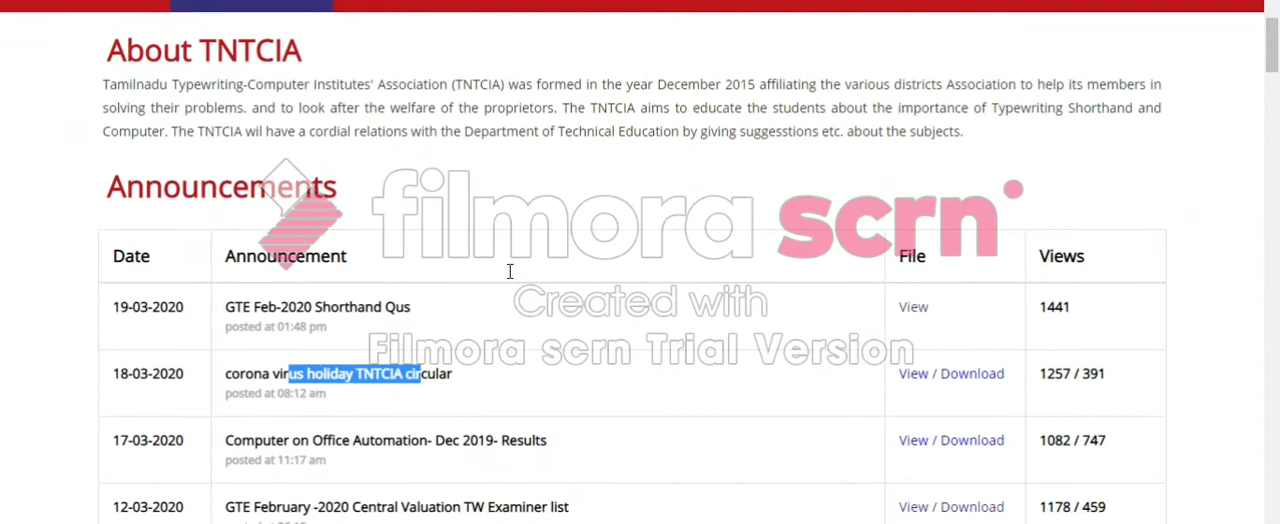 About TNTCIA
Tamilnadu Typewriting-Computer Institutes' Association (TNTCIA) was formed in the year December 2015 affiliating the various districts Association to help its members in
solving their problems. and to look after the welfare of the proprietors. The TNTCIA aims to educate the students about the importance of Typewriting Shorthand and
Computer. The TNTCIA wil have a cordial relations with the Department of Technical Education by giving suggesstions etc. about the subjects.
Announcements
filmora scrn
Date Announcement File Views
Created with
19-03-2020 GTE Feb-2020 Shorthand Qus View 1441
posted at 01:48 pm
Filmora scrn Trial Version
18-03-2020 corona virus holiday TNTCIA circular View / Download 1257 / 391
posted at 08:12 am
17-03-2020 Computer on Office Automation- Dec 2019- Results View / Download 1082 / 747
posted at 11:17 am
12-03-2020 GTE February -2020 Central Valuation TW Examiner list View / Download 1178 / 459